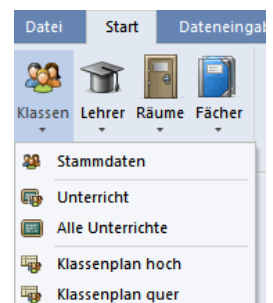 Datei Start Dateneingab
Klassen Lehrer Räume Fächer
Stammdaten
Unterricht
Alle Unterrichte
Klassenplan hoch
Klassenplan quer